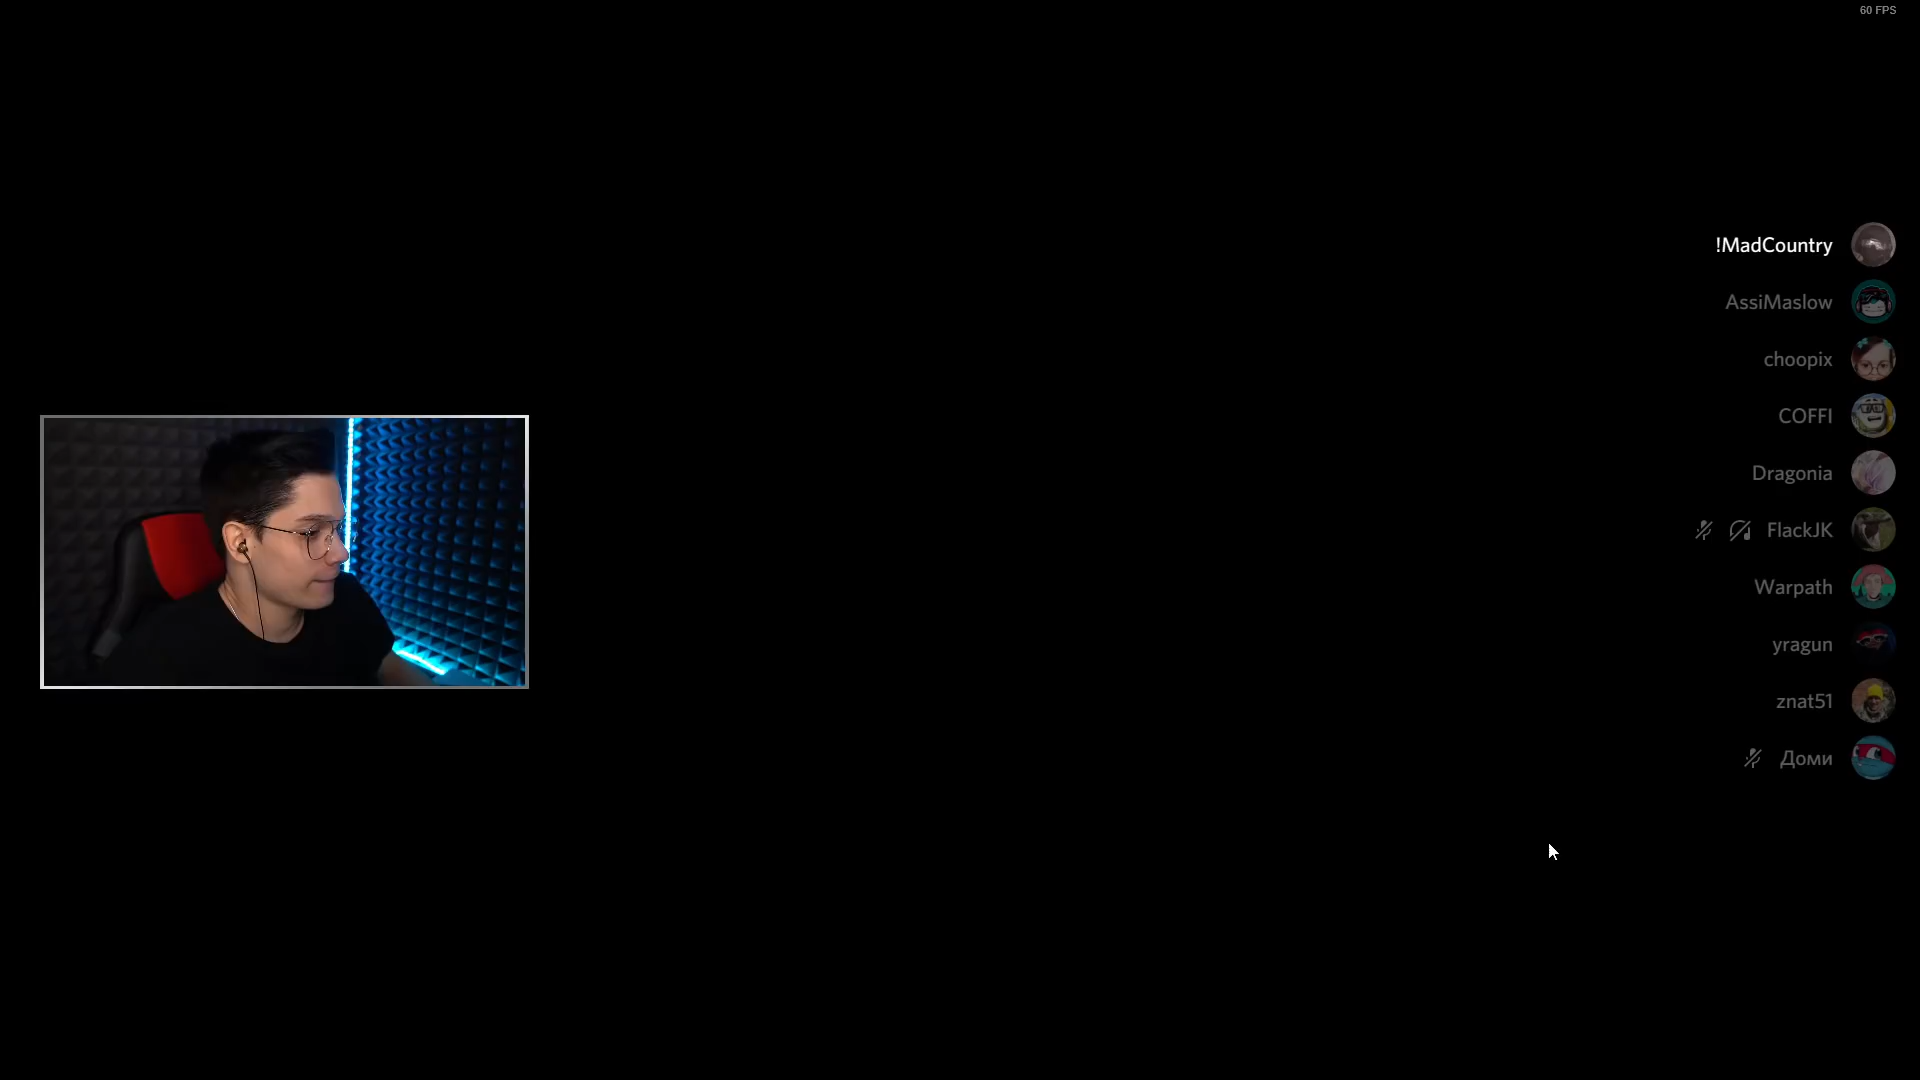 60 FPS
!MadCountry
AssiMaslow
choopix
COFFI
Dragonia
FlackJK
Warpath
yragun
znat51
Доми